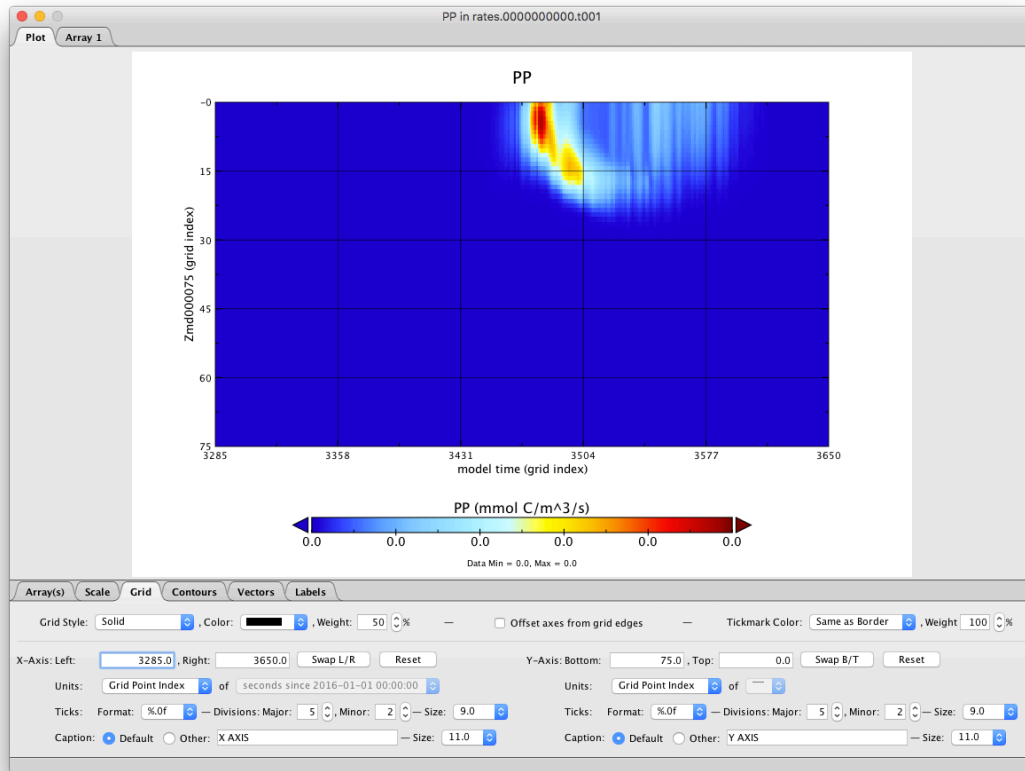 PP in rates.0000000000.t001
Plot Array 1
PP
−0
15
30
45
60
75
Zmd000075 (grid index)
3285 3358 3431 3504 3577 3650
model time (grid index)
PP (mmol C/m^3/s)
0.0 0.0 0.0 0.0 0.0 0.0
Data Min = 0.0, Max = 0.0
Array(s) Scale Grid Contours Vectors Labels
Grid Style: Solid , Color: , Weight: 50 % — Offset axes from grid edges — Tickmark Color: Same as Border , Weight 100 %
X-Axis: Left: 3285.0 , Right: 3650.0 Swap L/R Reset Y-Axis: Bottom: 75.0 , Top: 0.0 Swap B/T Reset
Units: Grid Point Index of seconds since 2016-01-01 00:00:00 Units: Grid Point Index of
Ticks: Format: %.0f — Divisions: Major: 5 , Minor: 2 — Size: 9.0 Ticks: Format: %.0f — Divisions: Major: 5 , Minor: 2 — Size: 9.0
Caption: Default Other: X AXIS — Size: 11.0 Caption: Default Other: Y AXIS — Size: 11.0